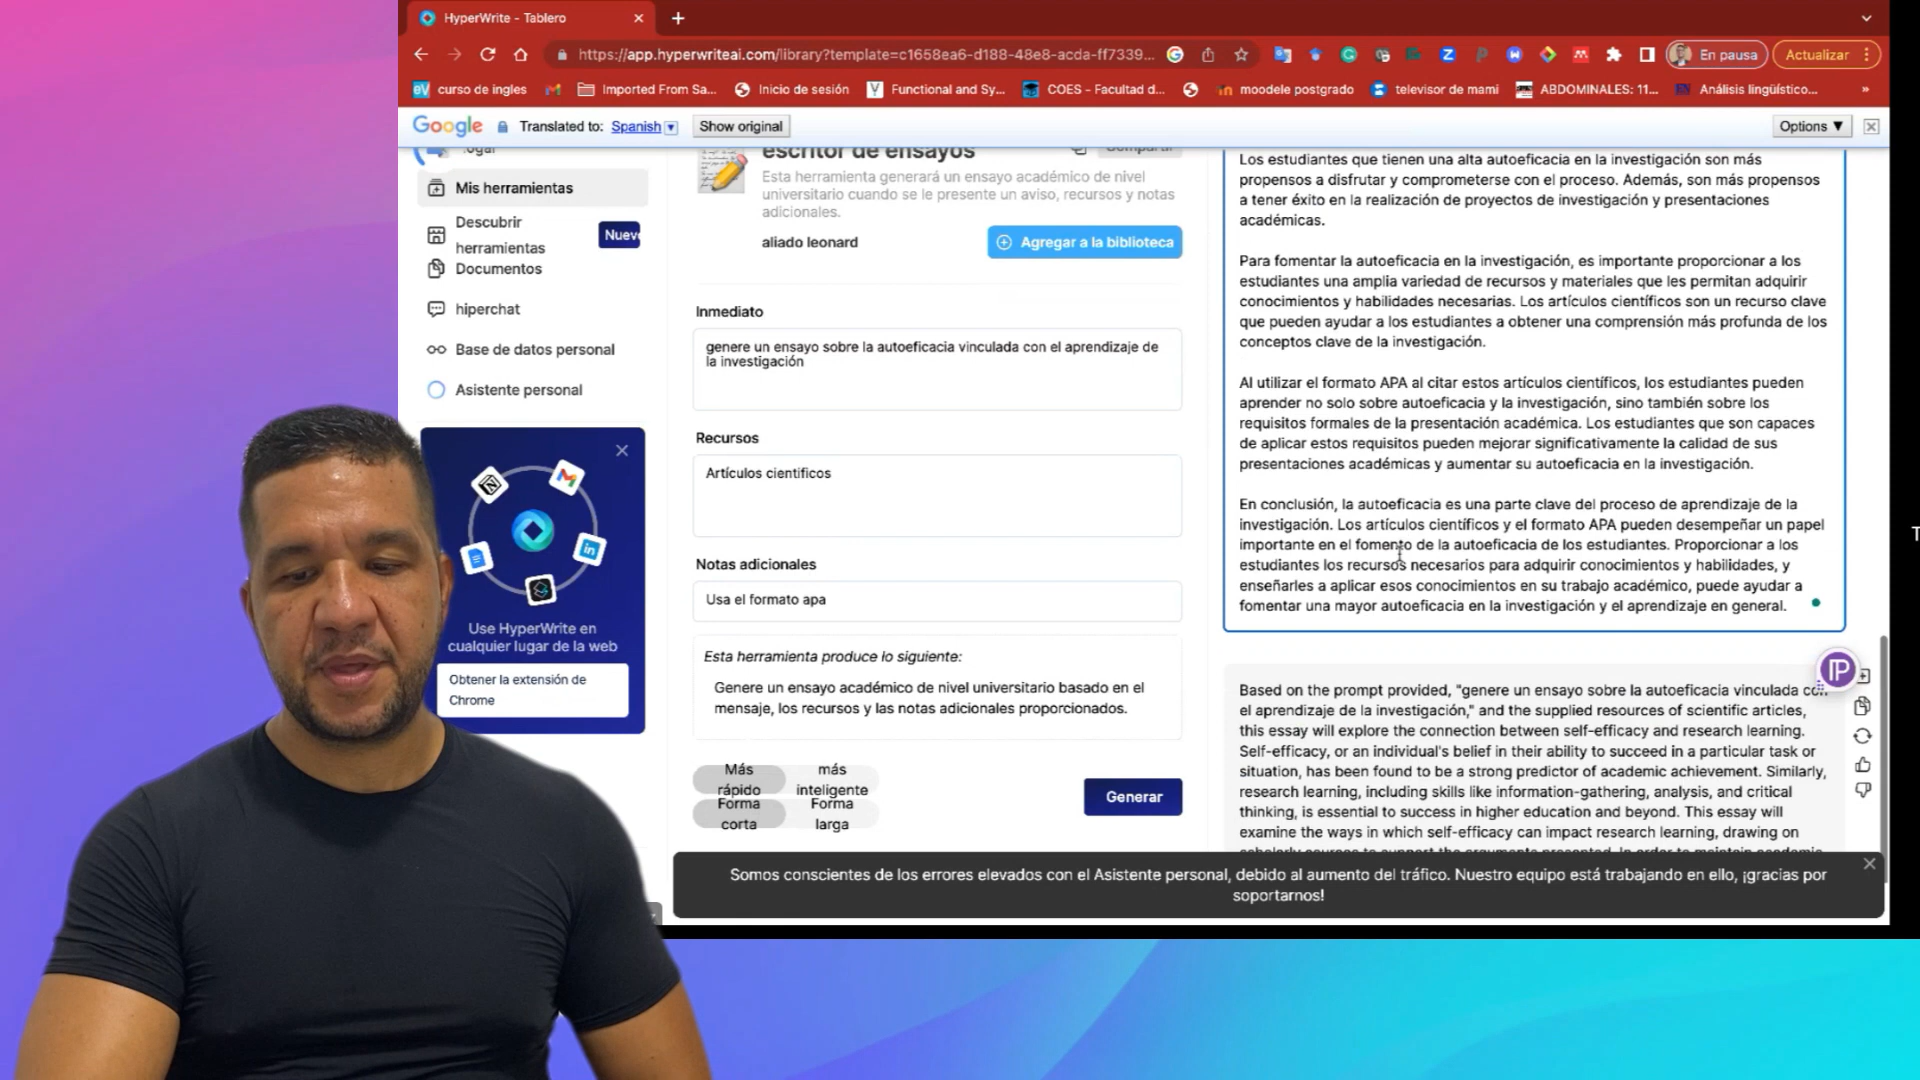 HyperWrite - Tablero
https://app.hyperwriteai.com/library?template=c1658ea6-d188-48e8-acda-ff7339...
En pausa
Actualizar
curso de ingles
Imported From Sa...
Inicio de sesión
Functional and Sy...
COES - Facultad d...
moodele postgrado
televisor de mami
ABDOMINALES: 11...
Análisis lingüístico...
Google
Translated to: Spanish
Show original
Options ▼
Mis herramientas
Descubrir
herramientas
Documentos
hiperchat
Base de datos personal
Asistente personal
Use HyperWrite en
cualquier lugar de la web
Obtener la extensión de
Chrome
escritor de ensayos
Compartir
Esta herramienta generará un ensayo académico de nivel
universitario cuando se le presente un aviso, recursos y notas
adicionales.
aliado leonard
Agregar a la biblioteca
Inmediato
genere un ensayo sobre la autoeficacia vinculada con el aprendizaje de
la investigación
Recursos
Artículos cientificos
Notas adicionales
Usa el formato apa
Esta herramienta produce lo siguiente:
Genere un ensayo académico de nivel universitario basado en el
mensaje, los recursos y las notas adicionales proporcionados.
Más
rápido
más
inteligente
Forma
corta
Forma
larga
Generar
Los estudiantes que tienen una alta autoeficacia en la investigación son más
propensos a disfrutar y comprometerse con el proceso. Además, son más propensos
a tener éxito en la realización de proyectos de investigación y presentaciones
académicas.
Para fomentar la autoeficacia en la investigación, es importante proporcionar a los
estudiantes una amplia variedad de recursos y materiales que les permitan adquirir
conocimientos y habilidades necesarias. Los artículos científicos son un recurso clave
que pueden ayudar a los estudiantes a obtener una comprensión más profunda de los
conceptos clave de la investigación.
Al utilizar el formato APA al citar estos artículos científicos, los estudiantes pueden
aprender no solo sobre autoeficacia y la investigación, sino también sobre los
requisitos formales de la presentación académica. Los estudiantes que son capaces
de aplicar estos requisitos pueden mejorar significativamente la calidad de sus
presentaciones académicas y aumentar su autoeficacia en la investigación.
En conclusión, la autoeficacia es una parte clave del proceso de aprendizaje de la
investigación. Los artículos científicos y el formato APA pueden desempeñar un papel
importante en el fomento de la autoeficacia de los estudiantes. Proporcionar a los
estudiantes los recursos necesarios para adquirir conocimientos y habilidades, y
enseñarles a aplicar esos conocimientos en su trabajo académico, puede ayudar a
fomentar una mayor autoeficacia en la investigación y el aprendizaje en general.
Based on the prompt provided, "genere un ensayo sobre la autoeficacia vinculada con
el aprendizaje de la investigación," and the supplied resources of scientific articles,
this essay will explore the connection between self-efficacy and research learning.
Self-efficacy, or an individual's belief in their ability to succeed in a particular task or
situation, has been found to be a strong predictor of academic achievement. Similarly,
research learning, including skills like information-gathering, analysis, and critical
thinking, is essential to success in higher education and beyond. This essay will
examine the ways in which self-efficacy can impact research learning, drawing on
Somos conscientes de los errores elevados con el Asistente personal, debido al aumento del tráfico. Nuestro equipo está trabajando en ello, ¡gracias por
soportarnos!